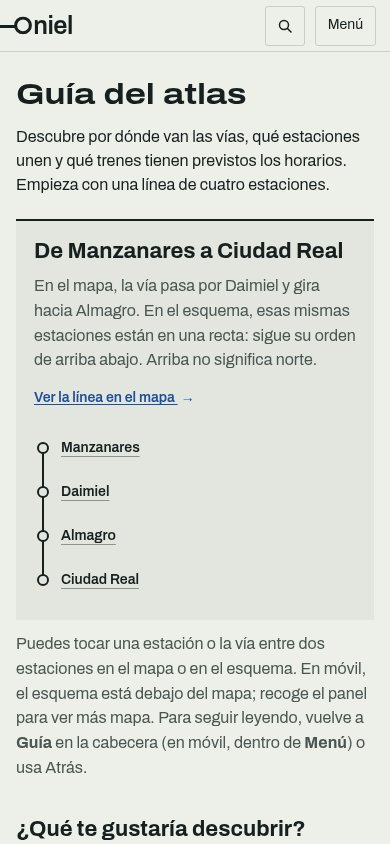 Oniel
Menú
Guía del atlas
Descubre por dónde van las vías, qué estaciones
unen y qué trenes tienen previstos los horarios.
Empieza con una línea de cuatro estaciones.
De Manzanares a Ciudad Real
En el mapa, la vía pasa por Daimiel y gira
hacia Almagro. En el esquema, esas mismas
estaciones están en una recta: sigue su orden
de arriba abajo. Arriba no significa norte.
Ver la línea en el mapa →
Manzanares
Daimiel
Almagro
Ciudad Real
Puedes tocar una estación o la vía entre dos
estaciones en el mapa o en el esquema. En móvil,
el esquema está debajo del mapa; recoge el panel
para ver más mapa. Para seguir leyendo, vuelve a
Guía en la cabecera (en móvil, dentro de Menú) o
usa Atrás.
¿Qué te gustaría descubrir?